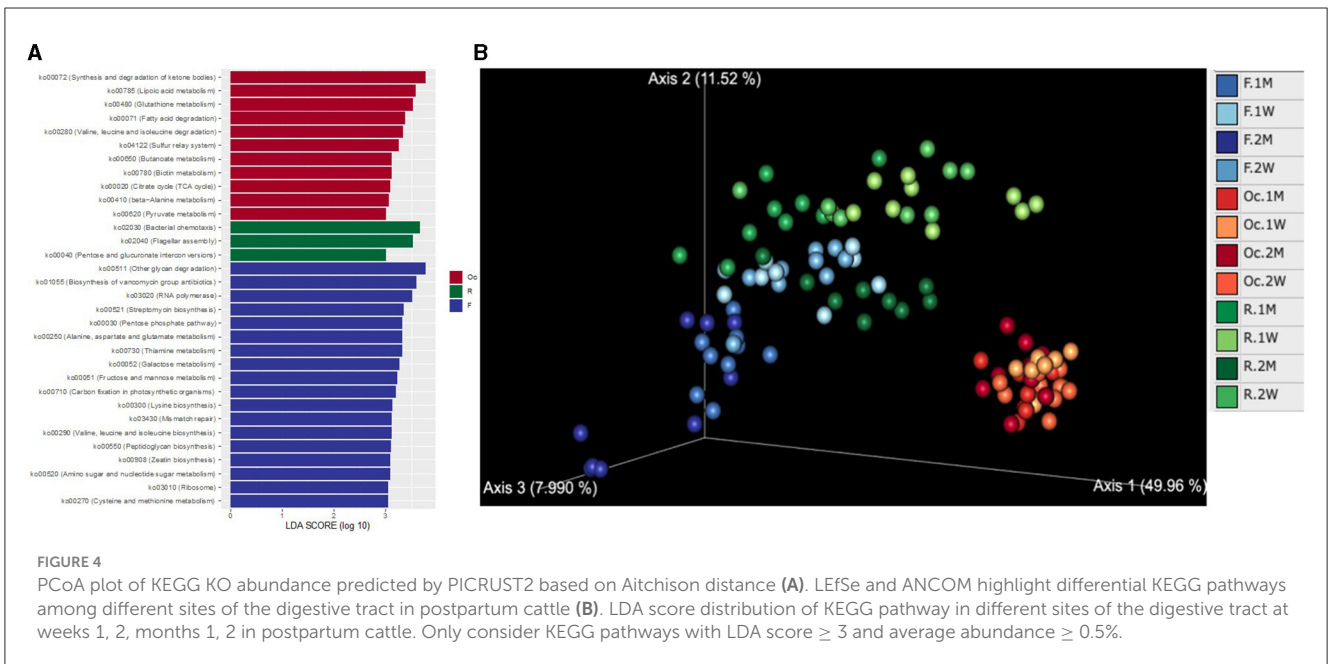 A
ko00072 (Synthesis and degradation of ketone bodies)
ko00785 (Lipoic acid metabolism)
ko00480 (Glutathione metabolism)
ko00071 (Fatty acid degradation)
ko00280 (Valine, leucine and isoleucine degradation)
ko04122 (Sulfur relay system)
ko00650 (Butanoate metabolism)
ko00780 (Biotin metabolism)
ko00020 (Citrate cycle (TCA cycle))
ko00410 (beta-Alanine metabolism)
ko00620 (Pyruvate metabolism)
ko02030 (Bacterial chemotaxis)
ko02040 (Flagellar assembly)
ko00040 (Pentose and glucuronate interconversions)
ko00511 (Other glycan degradation)
ko01055 (Biosynthesis of vancomycin group antibiotics)
ko03020 (RNA polymerase)
ko00521 (Streptomycin biosynthesis)
ko00030 (Pentose phosphate pathway)
ko00250 (Alanine, aspartate and glutamate metabolism)
ko00730 (Thiamine metabolism)
ko00052 (Galactose metabolism)
ko00051 (Fructose and mannose metabolism)
ko00710 (Carbon fixation in photosynthetic organisms)
ko00300 (Lysine biosynthesis)
ko03430 (Mismatch repair)
ko00290 (Valine, leucine and isoleucine biosynthesis)
ko00550 (Peptidoglycan biosynthesis)
ko00908 (Zeatin biosynthesis)
ko00520 (Amino sugar and nucleotide sugar metabolism)
ko03010 (Ribosome)
ko00270 (Cysteine and methionine metabolism)
0 1 2 3
LDA SCORE (log 10)
Oc
R
F
B
Axis 2 (11.52 %)
Axis 3 (7.990 %)
Axis 1 (49.96 %)
F.1M
F.1W
F.2M
F.2W
Oc.1M
Oc.1W
Oc.2M
Oc.2W
R.1M
R.1W
R.2M
R.2W
FIGURE 4
PCoA plot of KEGG KO abundance predicted by PICRUST2 based on Aitchison distance (A). LEfSe and ANCOM highlight differential KEGG pathways
among different sites of the digestive tract in postpartum cattle (B). LDA score distribution of KEGG pathway in different sites of the digestive tract at
weeks 1, 2, months 1, 2 in postpartum cattle. Only consider KEGG pathways with LDA score ≥ 3 and average abundance ≥ 0.5%.